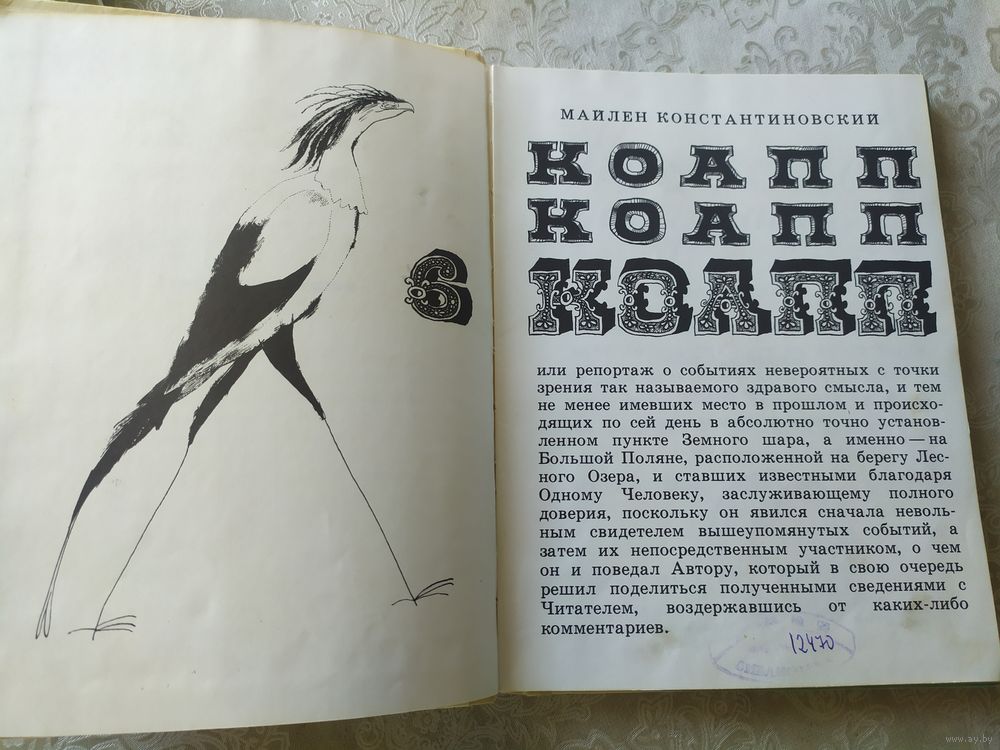 6
МАЙЛЕН КОНСТАНТИНОВСКИЙ
КОАПП
КОАПП
КОАПП
или репортаж о событиях невероятных с точки
зрения так называемого здравого смысла, и тем
не менее имевших место в прошлом и происхо-
дящих по сей день в абсолютно точно установ-
ленном пункте Земного шара, а именно — на
Большой Поляне, расположенной на берегу Лес-
ного Озера, и ставших известными благодаря
Одному Человеку, заслуживающему полного
доверия, поскольку он явился сначала неволь-
ным свидетелем вышеупомянутых событий, а
затем их непосредственным участником, о чем
он и поведал Автору, который в свою очередь
решил поделиться полученными сведениями с
Читателем, воздержавшись от каких-либо
комментариев.
12470
www.ay.by